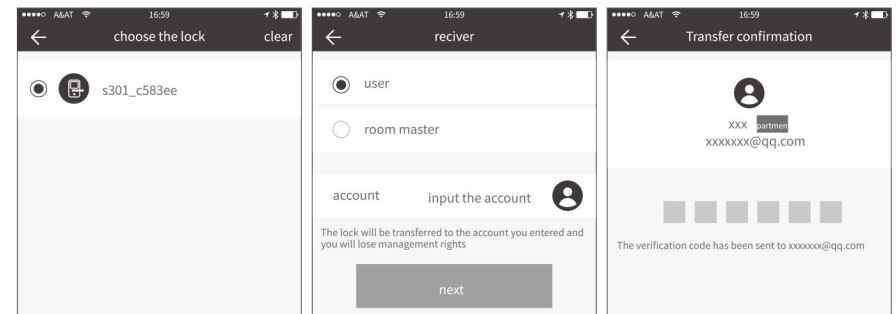 A&AT 16:59
choose the lock clear
s301_c583ee
A&AT 16:59
reciver
user
room master
account input the account
The lock will be transferred to the account you entered and
you will lose management rights
next
A&AT 16:59
Transfer confirmation
xxx partmen
xxxxxxx@qq.com
The verification code has been sent to xxxxxxx@qq.com